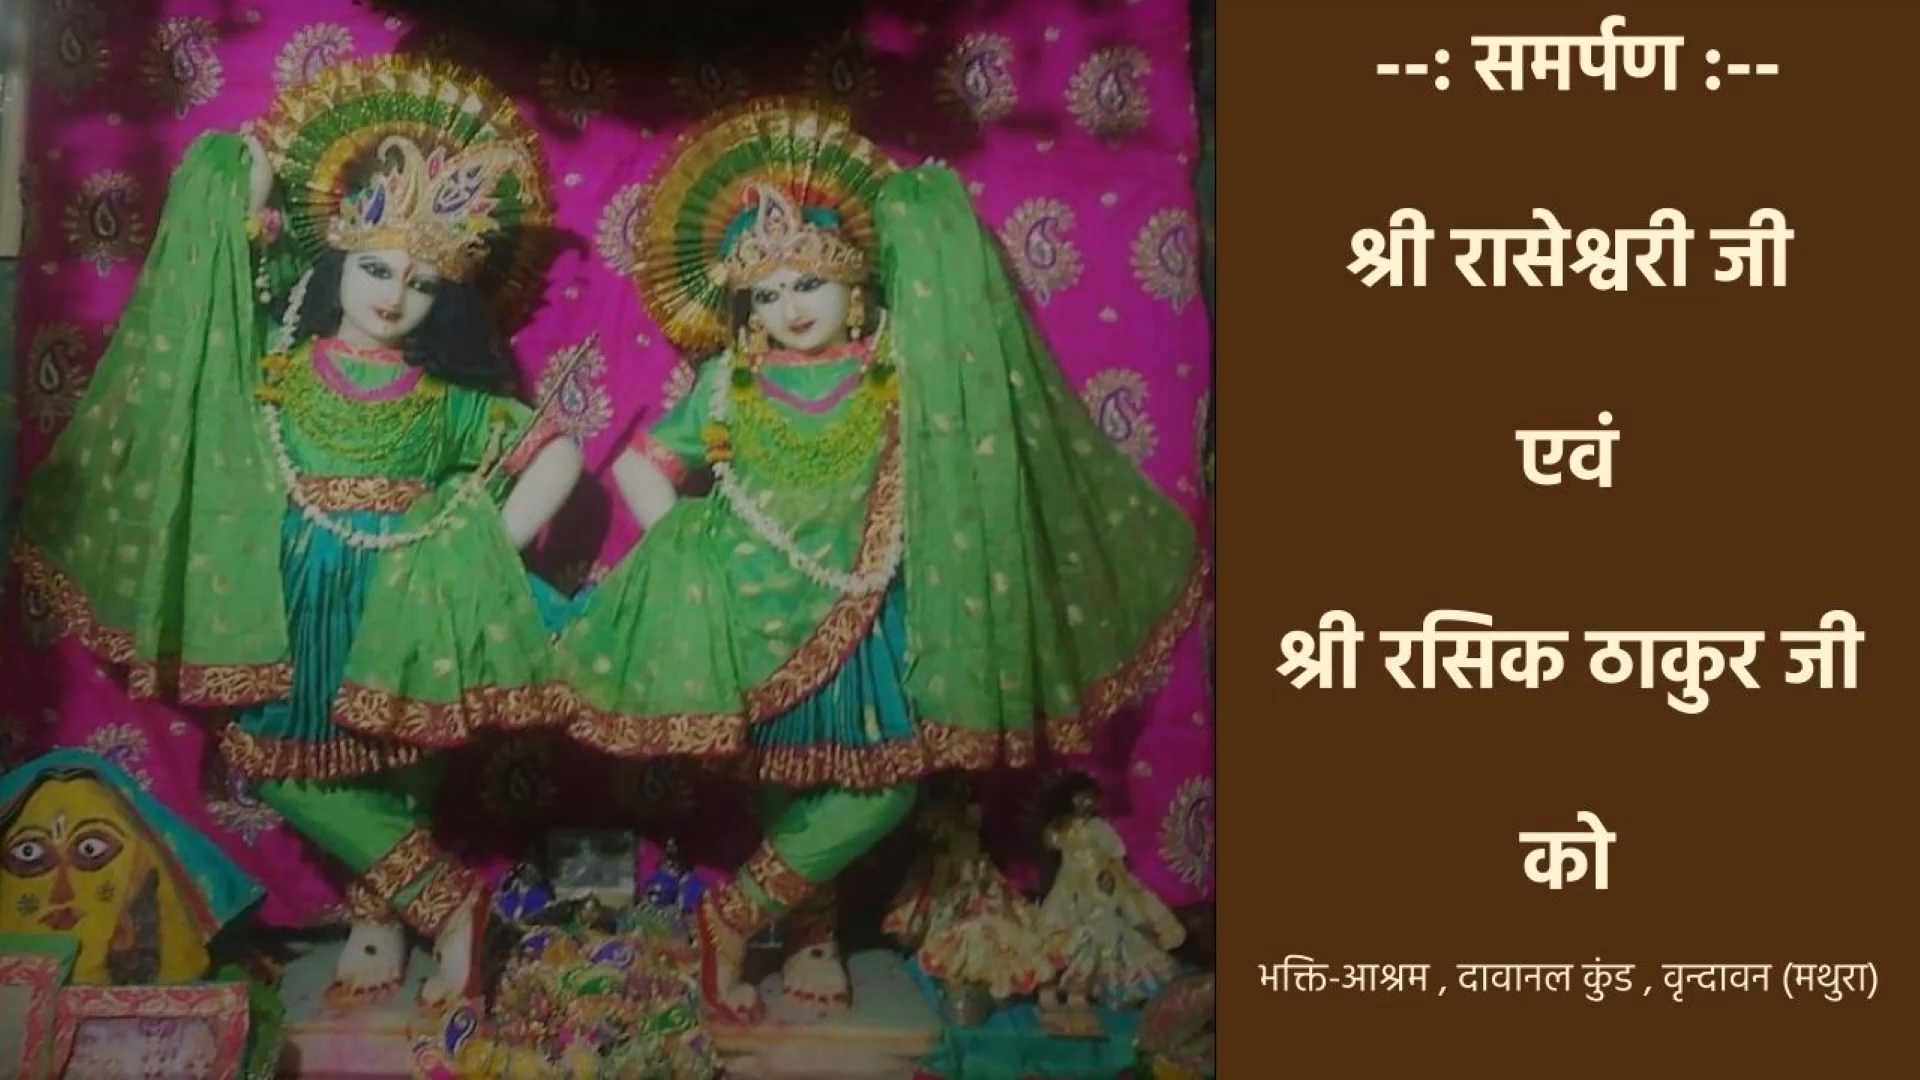 --: समर्पण :--
श्री रासेश्वरी जी
एवं
श्री रसिक ठाकुर जी
को
भक्ति-आश्रम , दावानल कुंड , वृन्दावन (मथुरा)